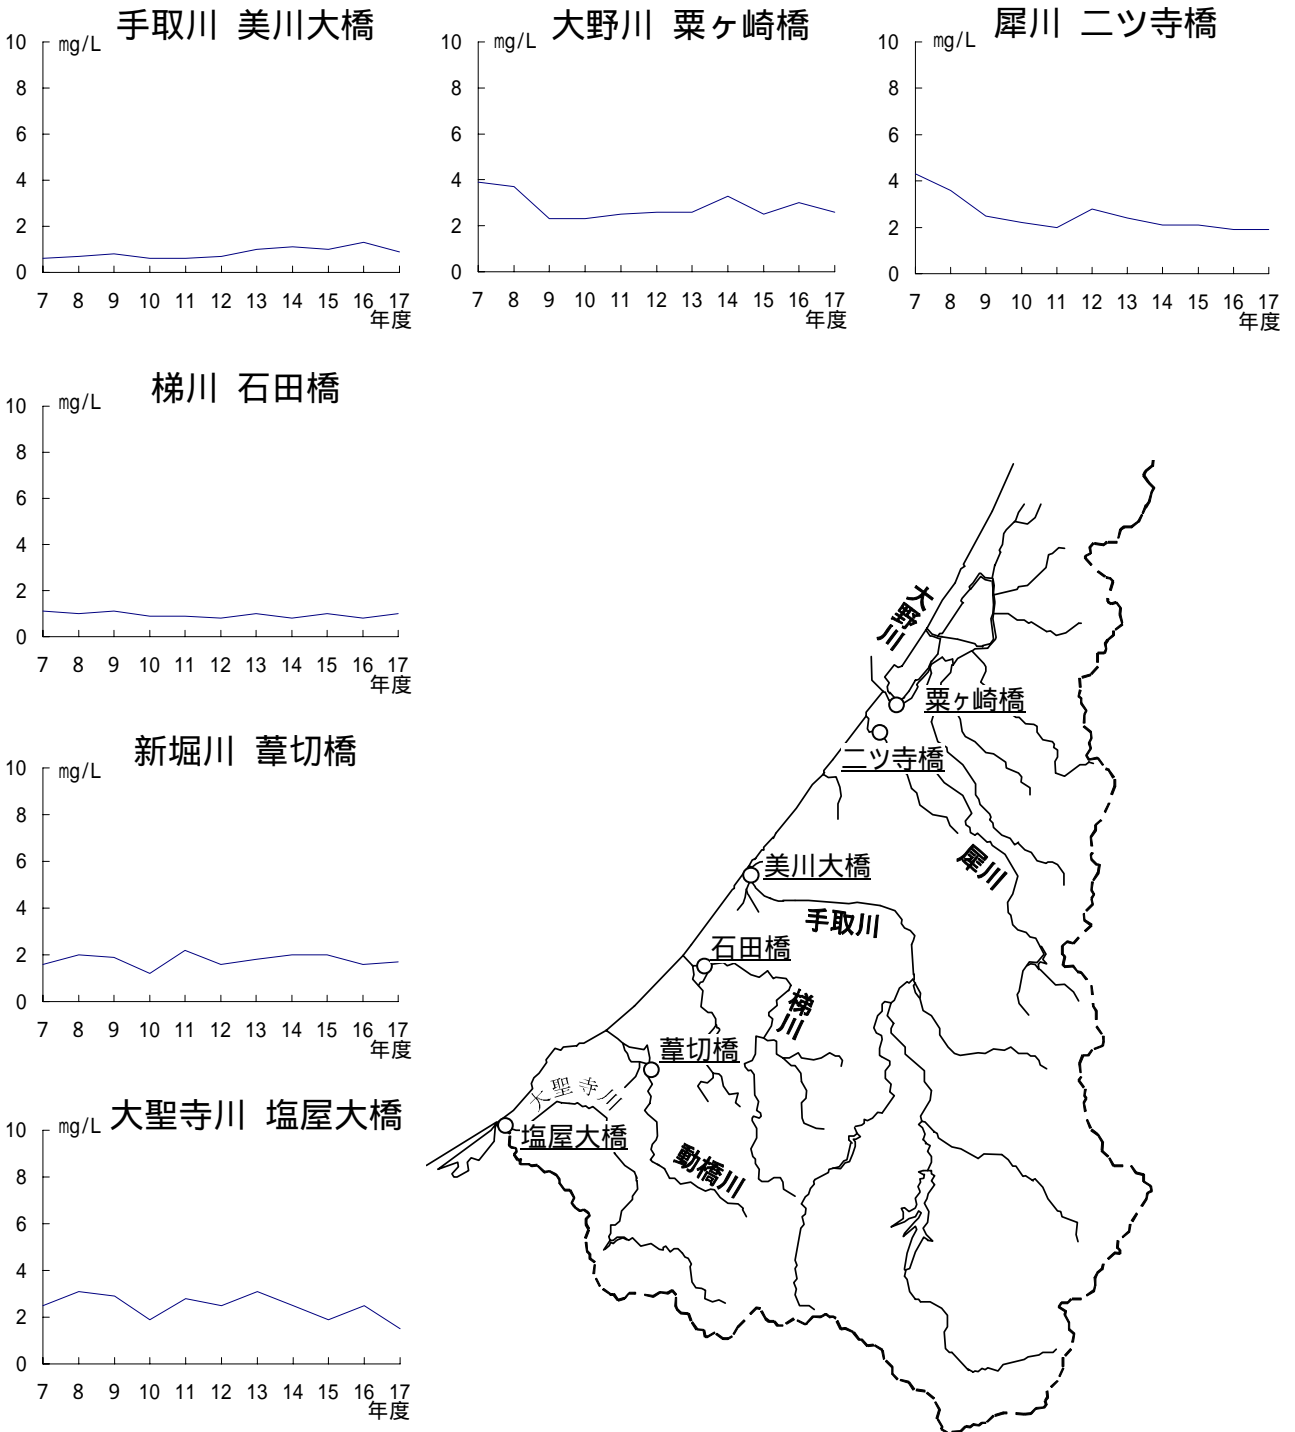 手取川 美川大橋
mg/L
10
8
6
4
2
0
7 8 9 10 11 12 13 14 15 16 17
年度
大野川 粟ヶ崎橋
mg/L
10
8
6
4
2
0
7 8 9 10 11 12 13 14 15 16 17
年度
犀川 二ツ寺橋
mg/L
10
8
6
4
2
0
7 8 9 10 11 12 13 14 15 16 17
年度
梯川 石田橋
mg/L
10
8
6
4
2
0
7 8 9 10 11 12 13 14 15 16 17
年度
新堀川 葦切橋
mg/L
10
8
6
4
2
0
7 8 9 10 11 12 13 14 15 16 17
年度
大聖寺川 塩屋大橋
mg/L
10
8
6
4
2
0
7 8 9 10 11 12 13 14 15 16 17
年度
大野川
粟ヶ崎橋
二ツ寺橋
犀川
美川大橋
手取川
石田橋
梯川
葦切橋
大聖寺川
塩屋大橋
動橋川